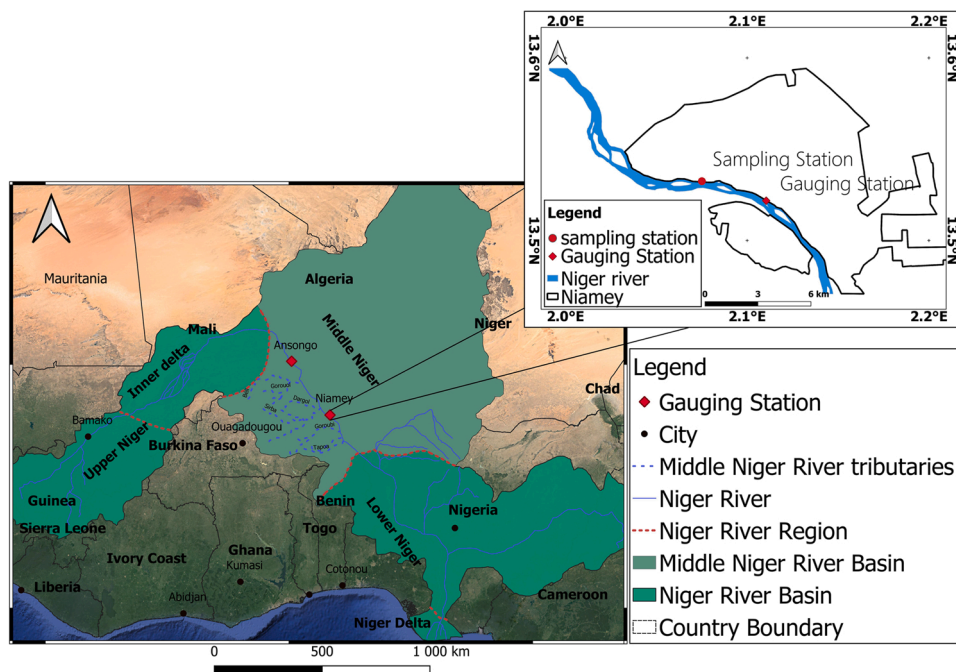 2.0°E 2.1°E 2.2°E
13.6°N 13.6°N
Sampling Station
Gauging Station
13.5°N 13.5°N
Legend
sampling station
Gauging Station
Niger river
Niamey
0 3 6 km
2.0°E 2.1°E 2.2°E
Mauritania
Algeria
Mali
Niger
Middle Niger
Ansongo
Inner delta
Gorouol
Dargol
Sirba
Niamey
Chad
Goroubi
Bamako
Ouagadougou
Tapoa
Upper Niger
Burkina Faso
Guinea
Benin
Nigeria
Sierra Leone
Togo
Lower Niger
Ivory Coast
Ghana
Kumasi
Cotonou
Liberia
Abidjan
Cameroon
Niger Delta
0 500 1 000 km
Legend
Gauging Station
City
Middle Niger River tributaries
Niger River
Niger River Region
Middle Niger River Basin
Niger River Basin
Country Boundary